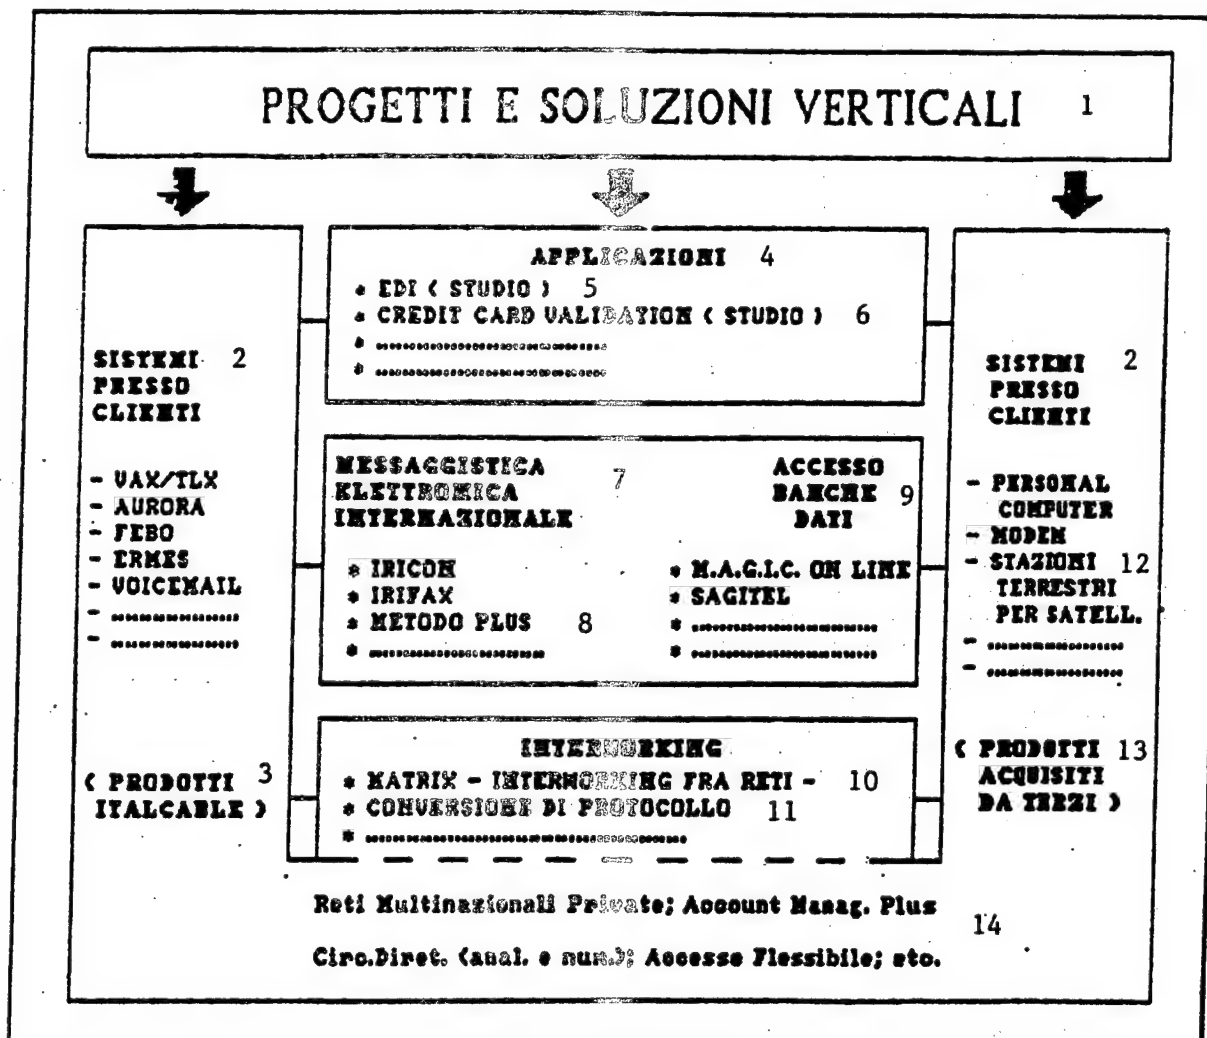 PROGETTI E SOLUZIONI VERTICALI 1
SISTEMI 2
PRESSO
CLIENTI
- VAX/TLX
- AURORA
- FEBO
- ERMES
- VOICEMAIL
- ..................
- ..................
( PRODOTTI 3
ITALCABLE )
APPLICAZIONI 4
* EDI ( STUDIO ) 5
* CREDIT CARD VALIDATION ( STUDIO ) 6
* ..................
* ..................
MESSAGGISTICA
ELETTRONICA 7
INTERNAZIONALE
* IRICON
* IRIFAX
* METODO PLUS 8
* ..................
ACCESSO
BANCHE 9
DATI
* M.A.G.I.C. ON LINE
* SAGITEL
* ..................
* ..................
INTERWORKING
* MATRIX - INTERWORKING FRA RETI - 10
* CONVERSIONE DI PROTOCOLLO 11
* ..................
SISTEMI 2
PRESSO
CLIENTI
- PERSONAL
COMPUTER
- MODEM
- STAZIONI 12
TERRESTRI
PER SATELL.
- ..................
- ..................
( PRODOTTI 13
ACQUISITI
DA TERZI )
Reti Multinazionali Private; Account Manag. Plus
14
Circ.Diret. (anal. e num.); Accesso Flessibile; etc.